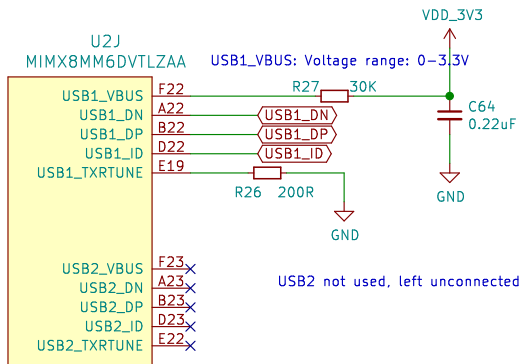 VDD_3V3
U2J
MIMX8MM6DVTLZAA
USB1_VBUS: Voltage range: 0-3.3V
USB1_VBUS F22 R27 30K
USB1_DN A22 USB1_DN
C64
USB1_DP B22 USB1_DP
0.22uF
USB1_ID D22 USB1_ID
USB1_TXRTUNE E19
R26 200R
GND
GND
USB2_VBUS F23
USB2 not used, left unconnected
USB2_DN A23
USB2_DP B23
USB2_ID D23
USB2_TXRTUNE E22